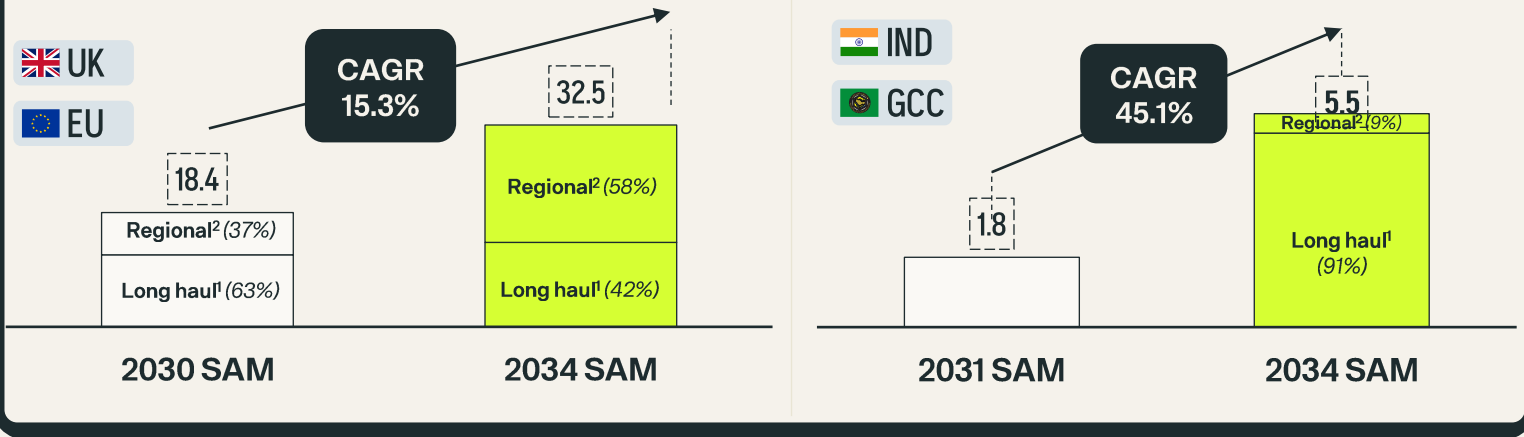 UK
EU
CAGR
15.3%
18.4
32.5
Regional² (37%)
Long haul¹ (63%)
Regional² (58%)
Long haul¹ (42%)
2030 SAM
2034 SAM
IND
GCC
CAGR
45.1%
1.8
5.5
Regional² (9%)
Long haul¹
(91%)
2031 SAM
2034 SAM